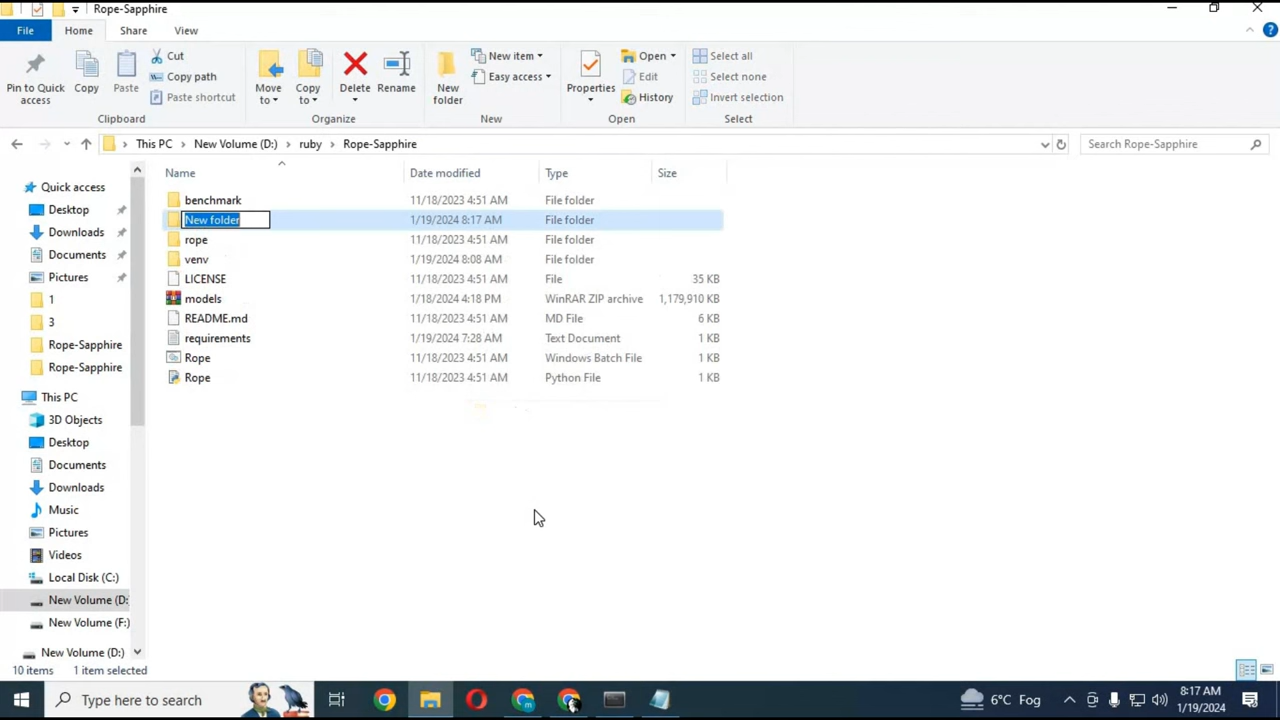 Rope-Sapphire
File Home Share View
Pin to Quick access
Copy
Paste
Cut
Copy path
Paste shortcut
Clipboard
Move to
Copy to
Delete
Rename
Organize
New folder
New item
Easy access
New
Properties
Open
Edit
History
Open
Select all
Select none
Invert selection
Select
This PC New Volume (D:) ruby Rope-Sapphire
Search Rope-Sapphire
Name Date modified Type Size
benchmark 11/18/2023 4:51 AM File folder
New folder 1/19/2024 8:17 AM File folder
rope 11/18/2023 4:51 AM File folder
venv 1/19/2024 8:08 AM File folder
LICENSE 11/18/2023 4:51 AM File 35 KB
models 1/18/2024 4:18 PM WinRAR ZIP archive 1,179,910 KB
README.md 11/18/2023 4:51 AM MD File 6 KB
requirements 1/19/2024 7:28 AM Text Document 1 KB
Rope 11/18/2023 4:51 AM Windows Batch File 1 KB
Rope 11/18/2023 4:51 AM Python File 1 KB
Quick access
Desktop
Downloads
Documents
Pictures
1
3
Rope-Sapphire
Rope-Sapphire
This PC
3D Objects
Desktop
Documents
Downloads
Music
Pictures
Videos
Local Disk (C:)
New Volume (D:
New Volume (F:)
New Volume (D:)
10 items 1 item selected
Type here to search
6°C Fog
8:17 AM
1/19/2024